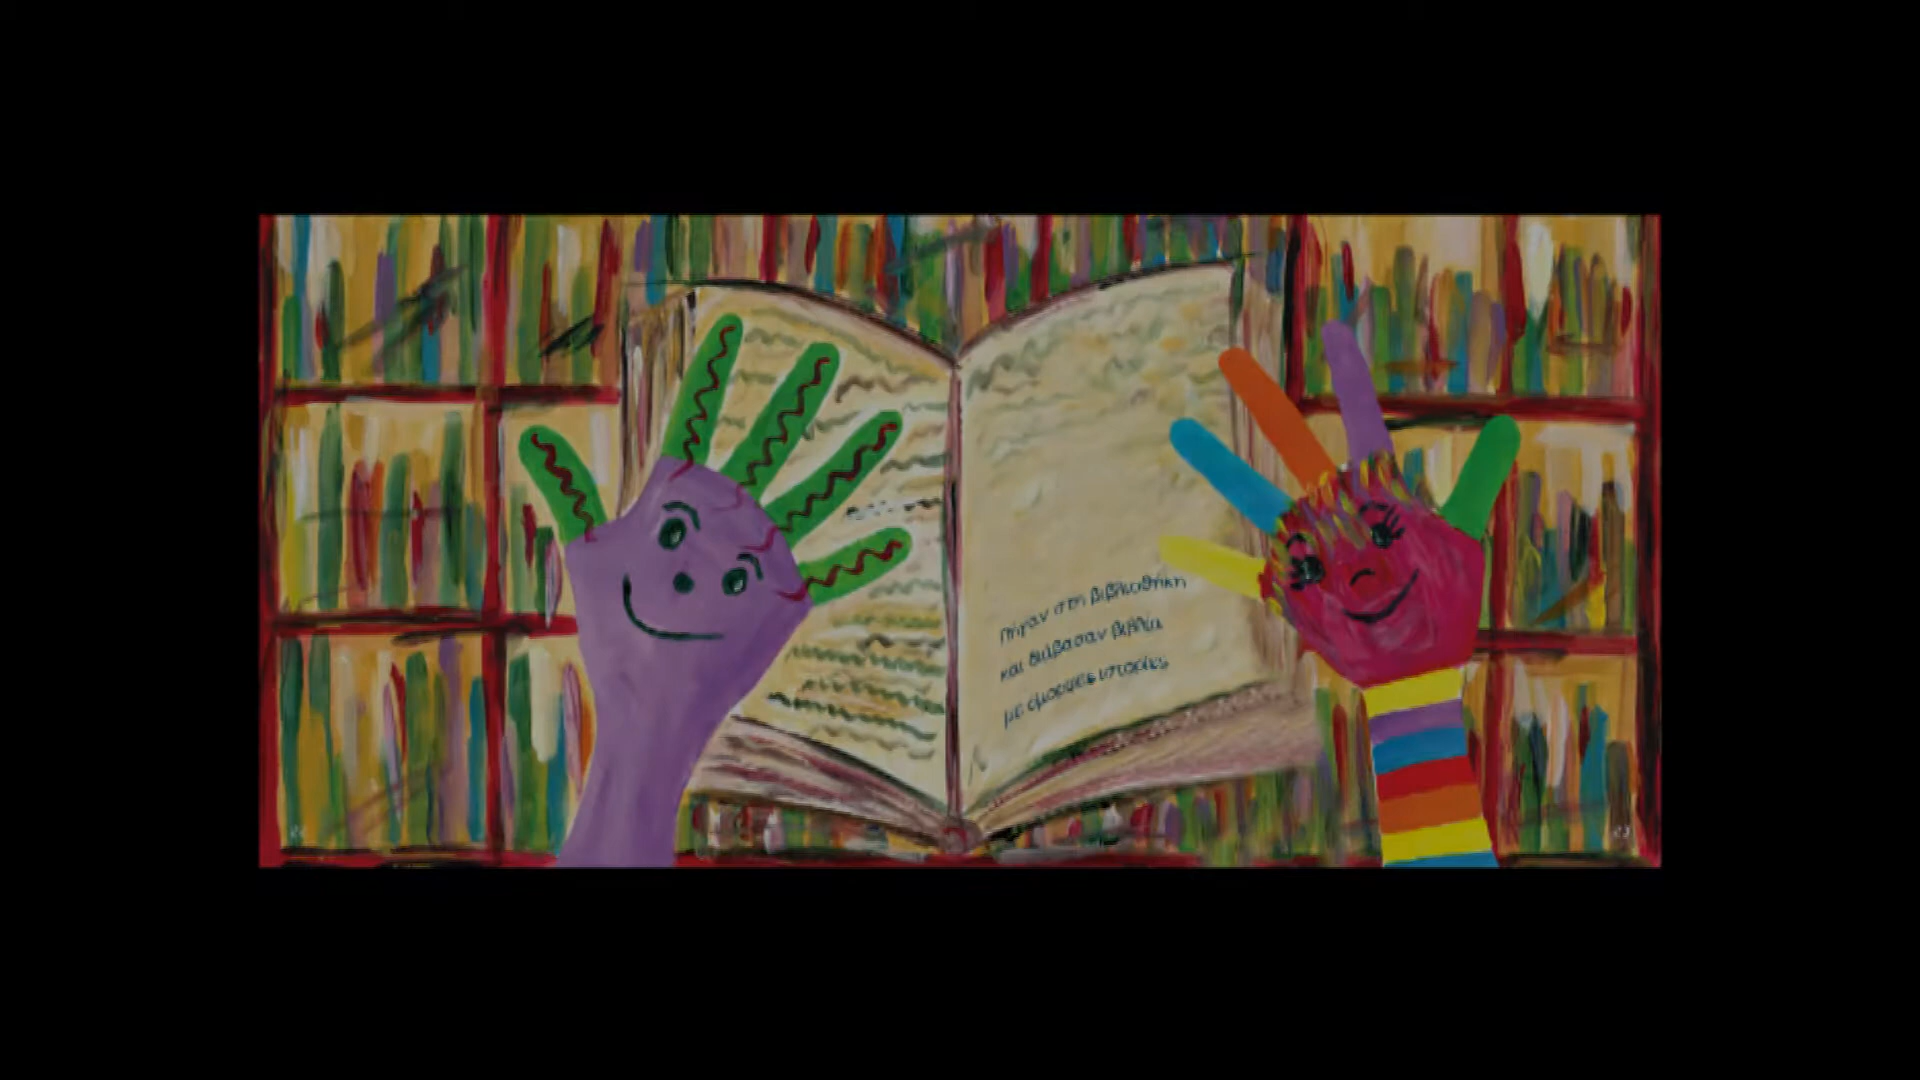 Πήγαν στη βιβλιοθήκη
και διάβασαν βιβλία
με όμορφες ιστορίες